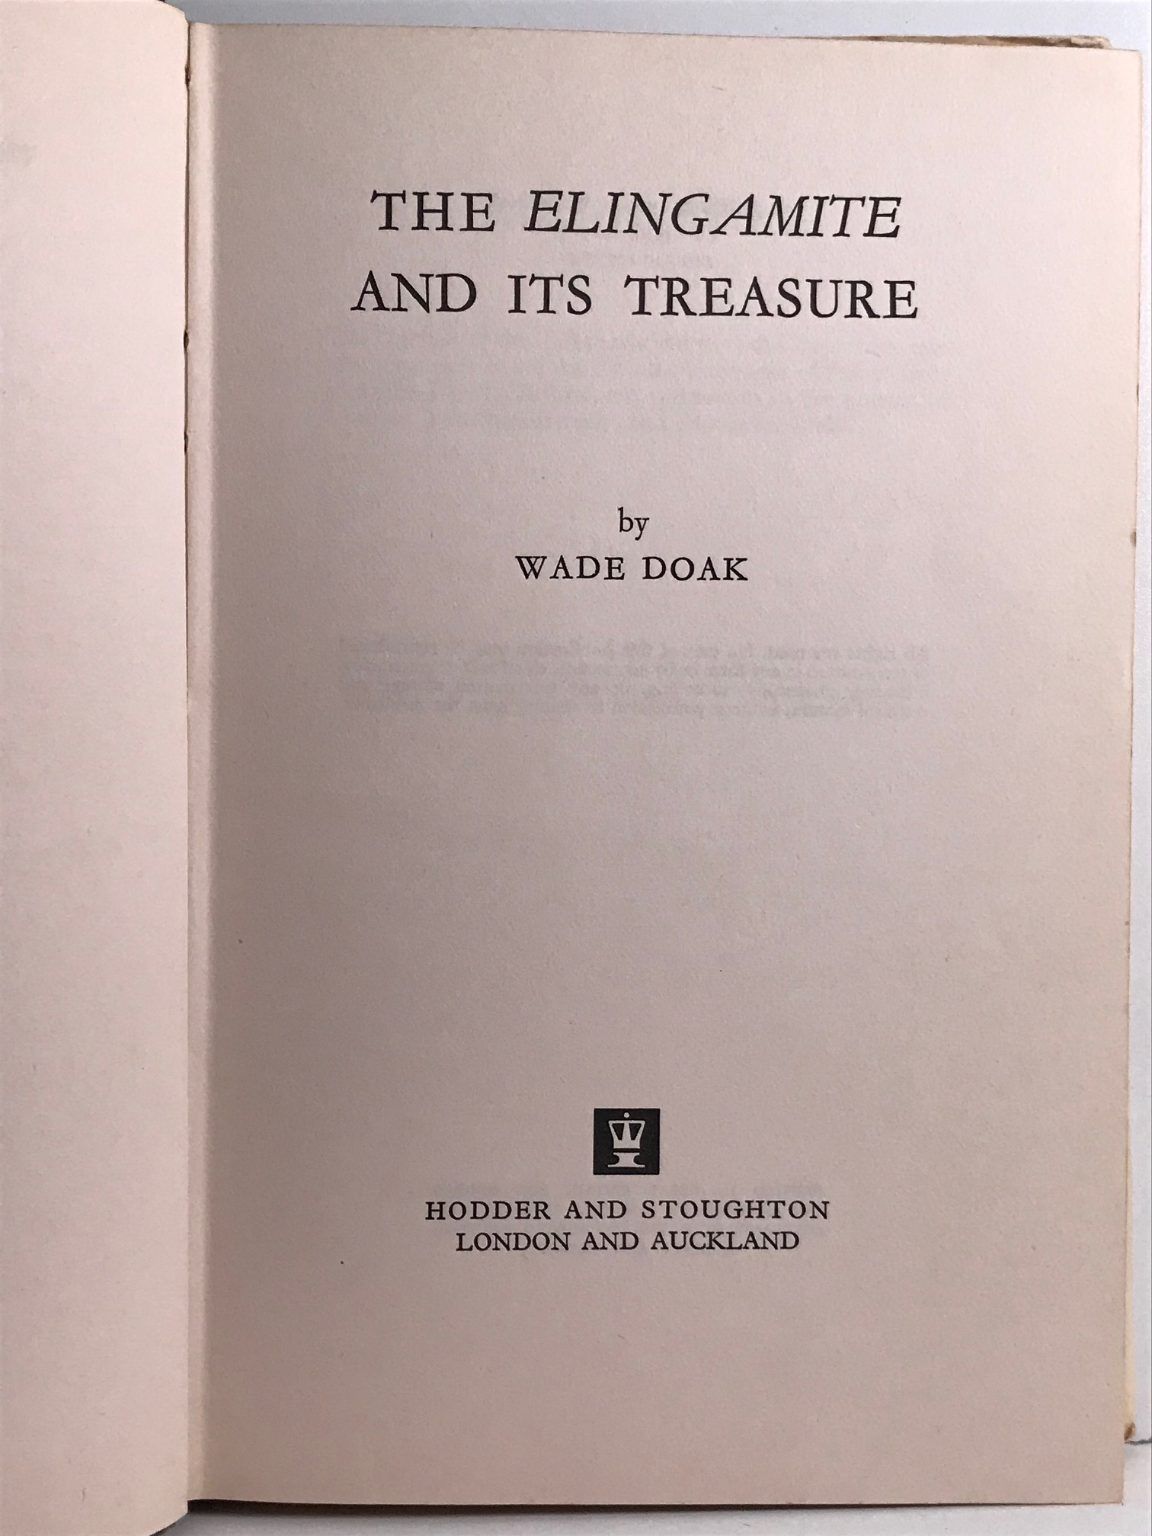 THE ELINGAMITE
AND ITS TREASURE
by
WADE DOAK
HODDER AND STOUGHTON
LONDON AND AUCKLAND